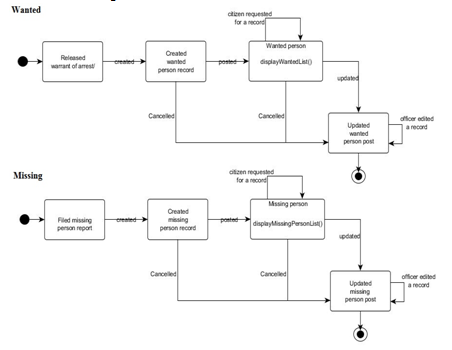 Wanted
citizen requested
for a record
Released
warrant of arrest/
created
Created
wanted
person record
posted
Wanted person
displayWantedList()
updated
Cancelled
Cancelled
Updated
wanted
person post
officer edited
a record
Missing
citizen requested
for a record
Filed missing
person report
created
Created
missing
person record
posted
Missing person
displayMissingPersonList()
updated
Cancelled
Cancelled
Updated
missing
person post
officer edited
a record